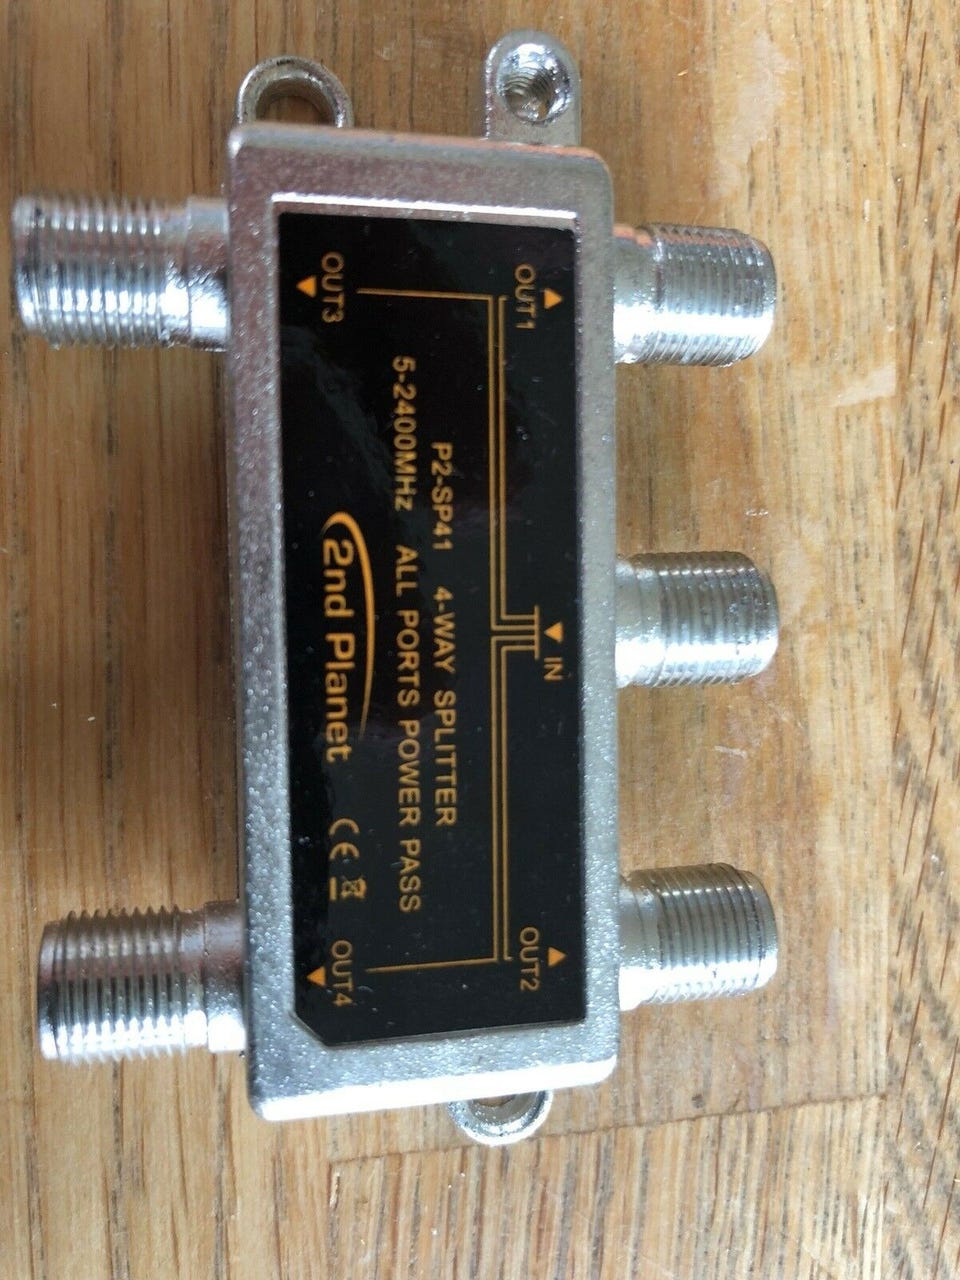 OUT1
IN
OUT2
P2-SP41 4-WAY SPLITTER
5-2400MHz ALL PORTS POWER PASS
OUT3
2nd Planet
CE
OUT4